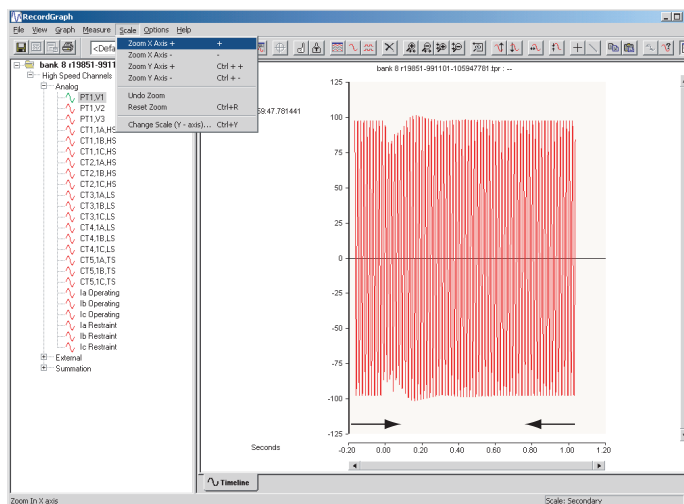 RecordGraph
File View Graph Measure Scale Options Help
<Defa
Zoom X Axis + +
Zoom X Axis - -
Zoom Y Axis + Ctrl + +
Zoom Y Axis - Ctrl + -
Undo Zoom
Reset Zoom Ctrl+R
Change Scale (Y - axis)... Ctrl+Y
bank 8 r19851-9911
High Speed Channels
Analog
PT1,V1
PT1,V2
PT1,V3
CT1,1A,HS
CT1,1B,HS
CT1,1C,HS
CT2,1A,HS
CT2,1B,HS
CT2,1C,HS
CT3,1A,LS
CT3,1B,LS
CT3,1C,LS
CT4,1A,LS
CT4,1B,LS
CT4,1C,LS
CT5,1A,TS
CT5,1B,TS
CT5,1C,TS
Ia Operating
Ib Operating
Ic Operating
Ia Restraint
Ib Restraint
Ic Restraint
External
Summation
bank 8 r19851-991101-105947781.tpr : --
59:47.781441
125
100
75
50
25
0
-25
-50
-75
-100
-125
Seconds
-0.20 0.00 0.20 0.40 0.60 0.80 1.00 1.20
Timeline
Zoom In X axis
Scale: Secondary